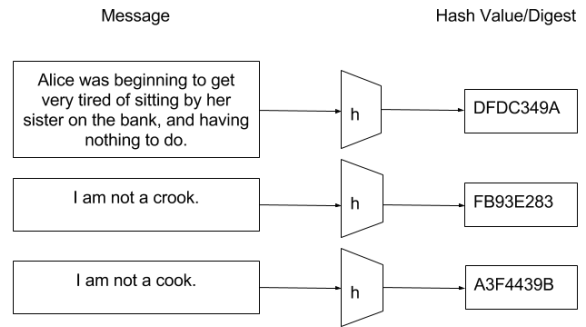 Message
Hash Value/Digest
Alice was beginning to get
very tired of sitting by her
sister on the bank, and having
nothing to do.
h
DFDC349A
I am not a crook.
h
FB93E283
I am not a cook.
h
A3F4439B